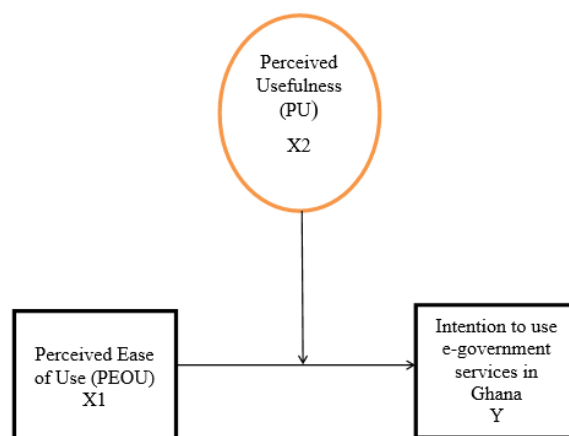 Perceived
Usefulness
(PU)
X2
Perceived Ease
of Use (PEOU)
X1
Intention to use
e-government
services in
Ghana
Y